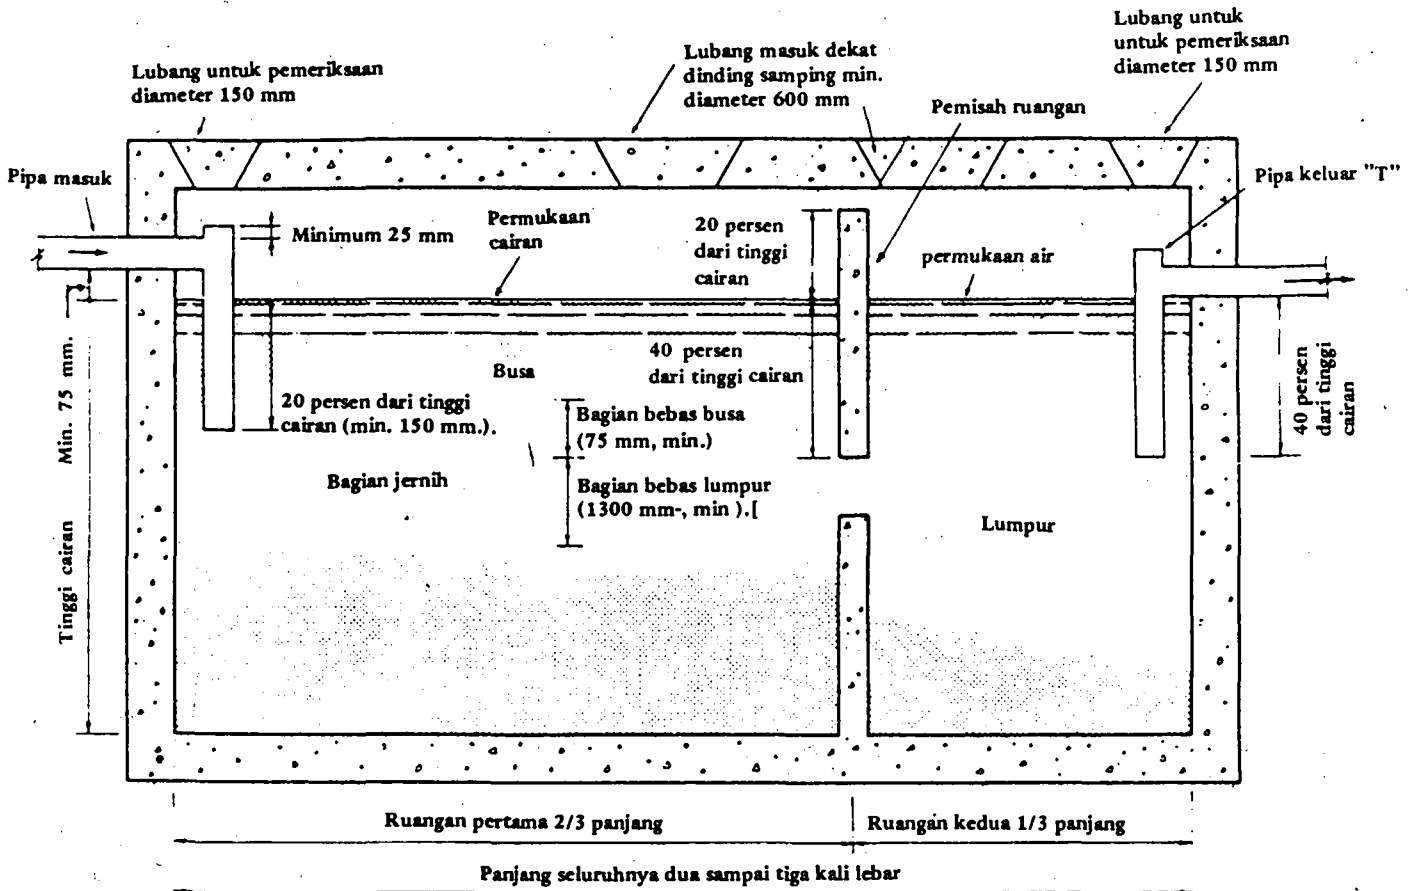 Lubang untuk
untuk pemeriksaan
diameter 150 mm
Lubang masuk dekat
dinding samping min.
diameter 600 mm
Lubang untuk pemeriksaan
diameter 150 mm
Pemisah ruangan
Pipa masuk
Pipa keluar "T"
Permukaan
cairan
Minimum 25 mm
20 persen
dari tinggi
cairan
permukaan air
Min. 75 mm.
Tinggi cairan
Busa
40 persen
dari tinggi cairan
40 persen
dari tinggi
cairan
20 persen dari tinggi
cairan (min. 150 mm.).
Bagian bebas busa
(75 mm, min.)
Bagian jernih
Bagian bebas lumpur
(1300 mm-, min ).[
Lumpur
Ruangan pertama 2/3 panjang
Ruangan kedua 1/3 panjang
Panjang seluruhnya dua sampai tiga kali lebar